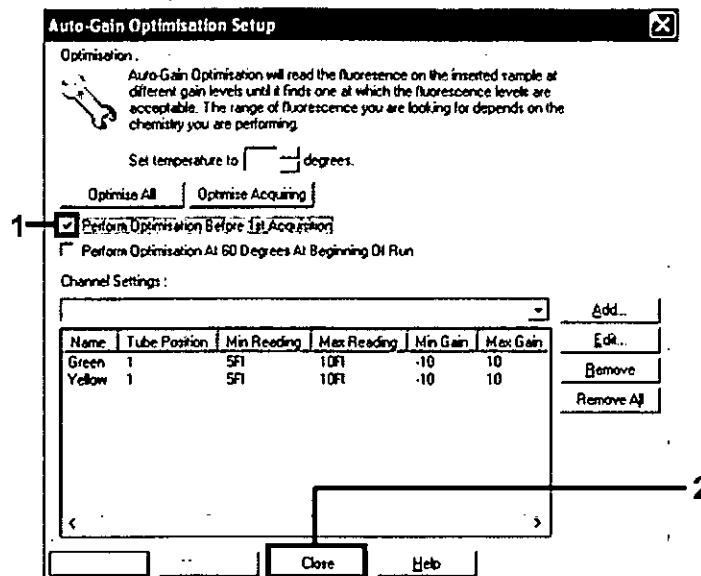 Auto-Gain Optimisation Setup
Optimisation .
Auto-Gain Optimisation will read the fluoresence on the inserted sample at
different gain levels until it finds one at which the fluorescence levels are
acceptable. The range of fluorescence you are looking for depends on the
chemistry you are performing.
Set temperature to degrees.
Optimise All Optimise Acquiring
1
Perform Optimisation Before 1st Acquisition
Perform Optimisation At 60 Degrees At Beginning Of Run
Channel Settings :
Add...
Name Tube Position Min Reading Max Reading Min Gain Max Gain
Edit...
Green 1 5Fl 10Fl -10 10
Yellow 1 5Fl 10Fl -10 10
Remove
Remove All
2
Close Help